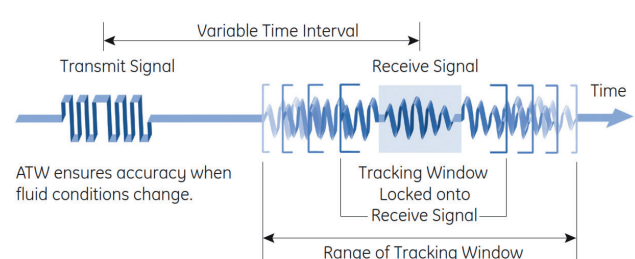 Variable Time Interval
Transmit Signal
Receive Signal
Time
ATW ensures accuracy when
fluid conditions change.
Tracking Window
Locked onto
Receive Signal
Range of Tracking Window